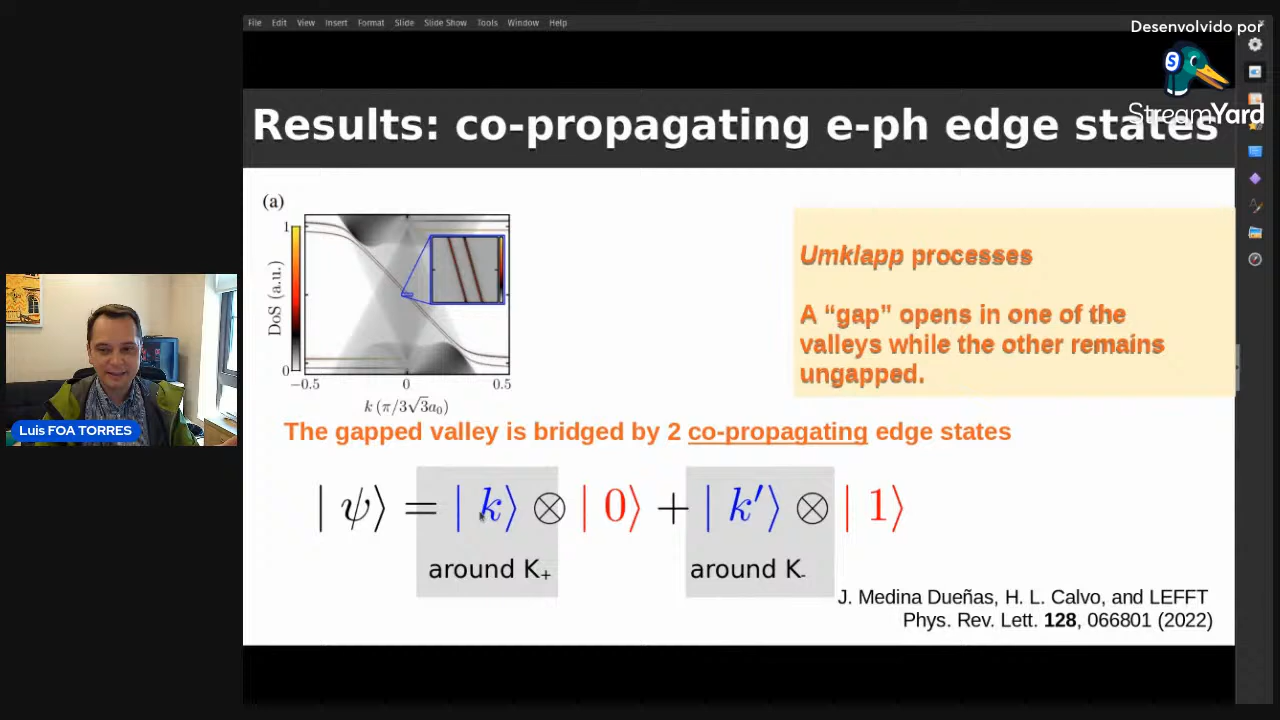 File Edit View Insert Format Slide Slide Show Tools Window Help
Desenvolvido por
StreamYard
Results: co-propagating e-ph edge states
(a)
1
DoS (a.u.)
0
−0.5 0 0.5
k (π/3√3a₀)
Umklapp processes
A “gap” opens in one of the
valleys while the other remains
ungapped.
Luis FOA TORRES
The gapped valley is bridged by 2 co-propagating edge states
| ψ⟩ = | k⟩ ⊗ | 0⟩ + | k′⟩ ⊗ | 1⟩
around K₊ around K₋
J. Medina Dueñas, H. L. Calvo, and LEFFT
Phys. Rev. Lett. 128, 066801 (2022)